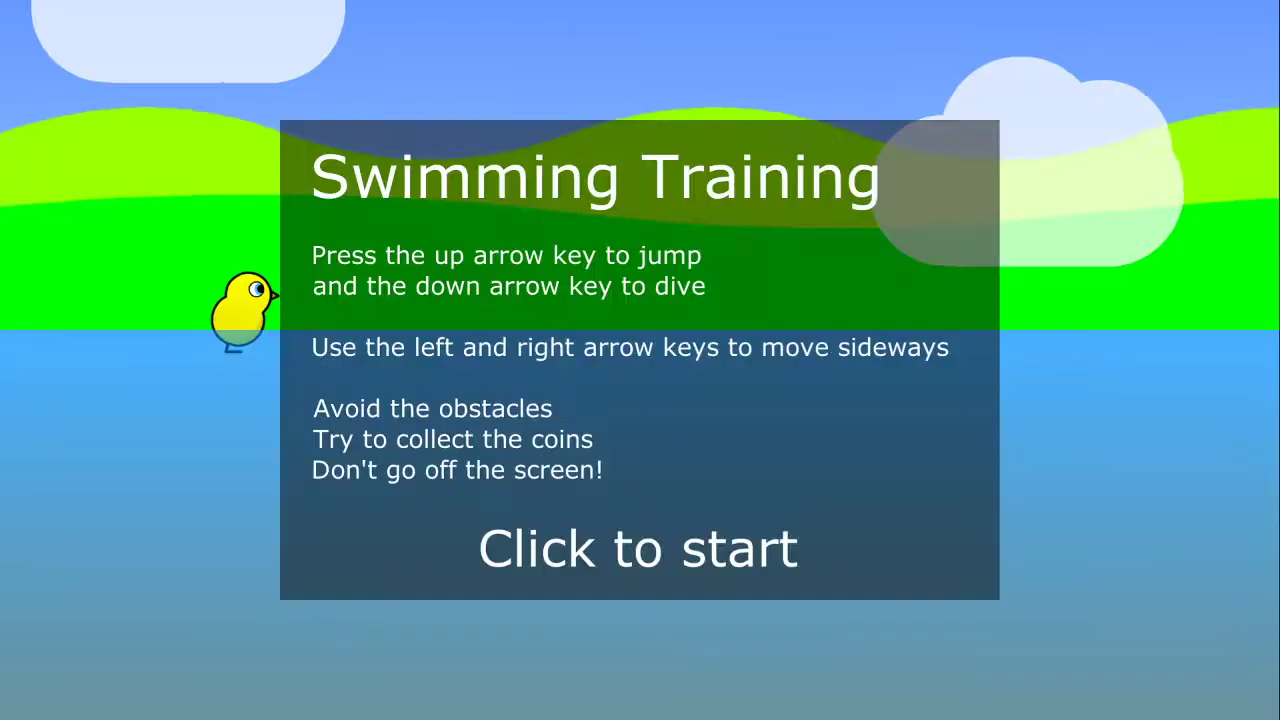 Swimming Training
Press the up arrow key to jump
and the down arrow key to dive
Use the left and right arrow keys to move sideways
Avoid the obstacles
Try to collect the coins
Don't go off the screen!
Click to start